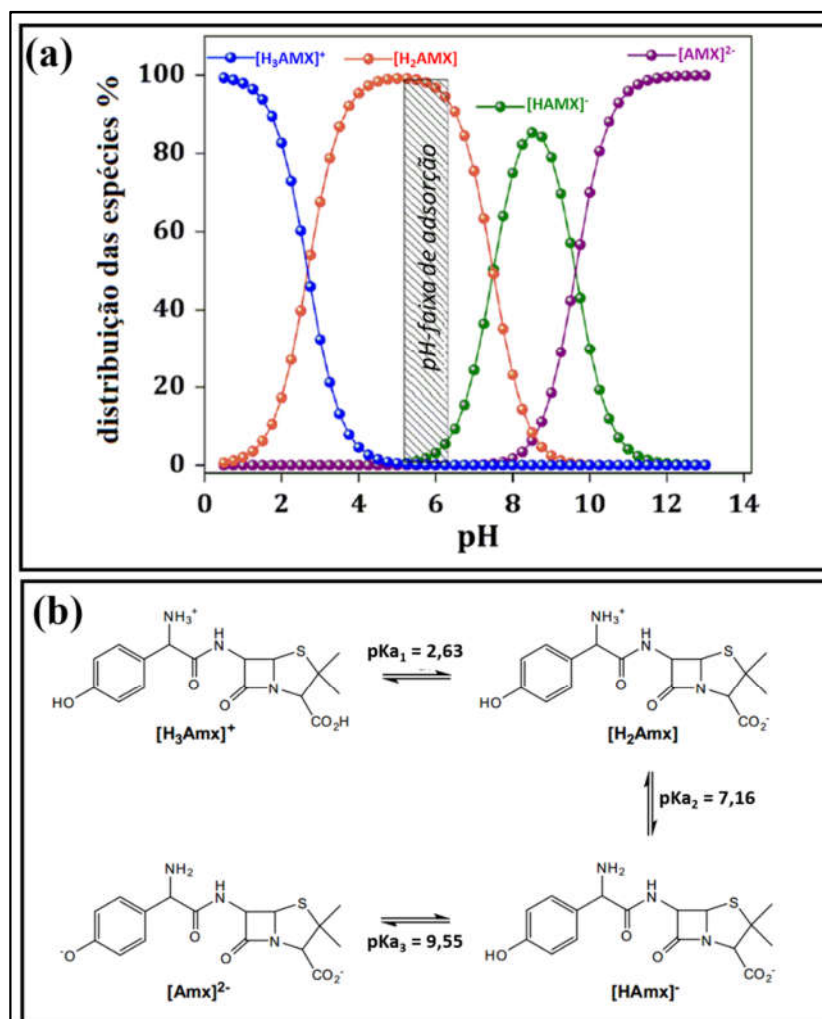 (a)
[H₃AMX]⁺ [H₂AMX] [HAMX]⁻ [AMX]²⁻
distribuição das espécies %
100
80
60
40
20
0
pH-faixa de adsorção
0 2 4 6 8 10 12 14
pH
(b)
NH₃⁺ H N S O N O HO CO₂H
pKa₁ = 2,63
NH₃⁺ H N S O N O HO CO₂⁻
[H₃Amx]⁺ [H₂Amx]
pKa₂ = 7,16
NH₂ H N S O N O ⁻O CO₂⁻
pKa₃ = 9,55
NH₂ H N S O N O HO CO₂⁻
[Amx]²⁻ [HAmx]⁻